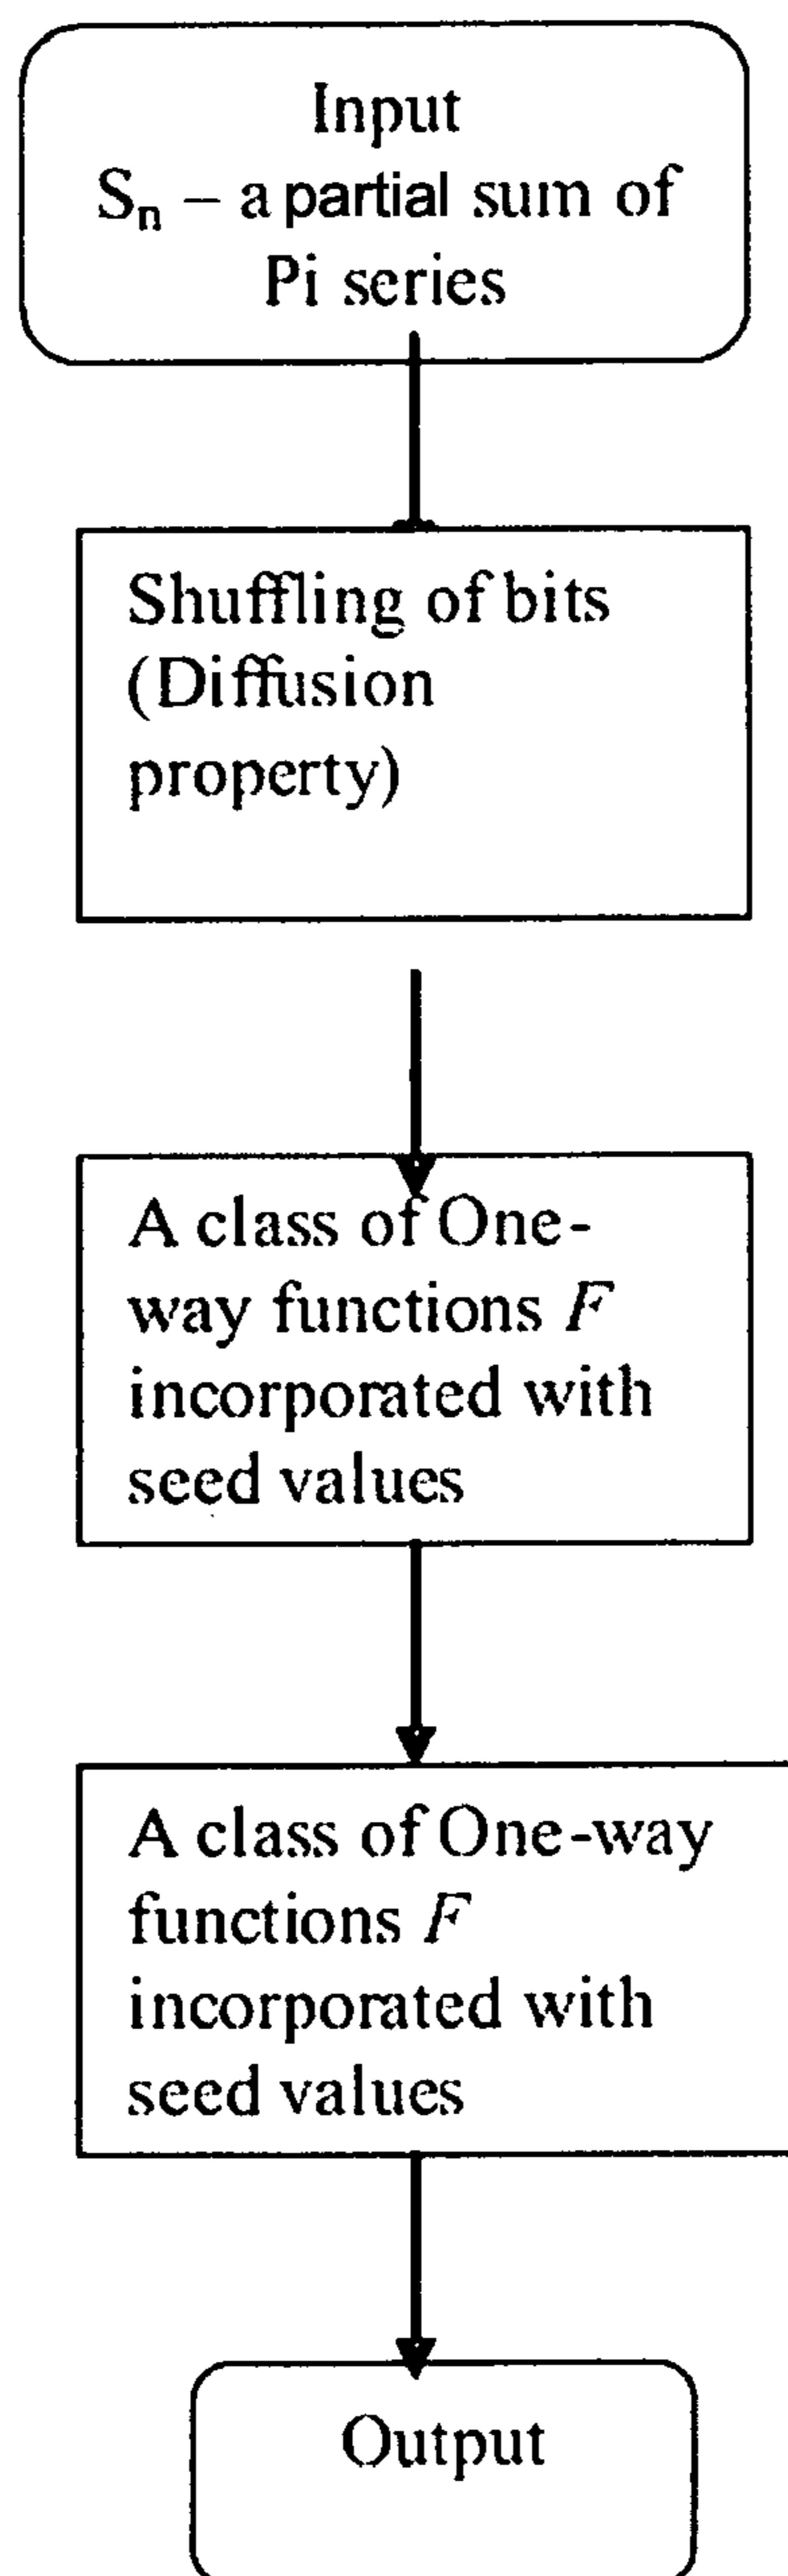 Input
Sₙ – a partial sum of
Pi series
Shuffling of bits
(Diffusion
property)
A class of One-
way functions F
incorporated with
seed values
A class of One-way
functions F
incorporated with
seed values
Output